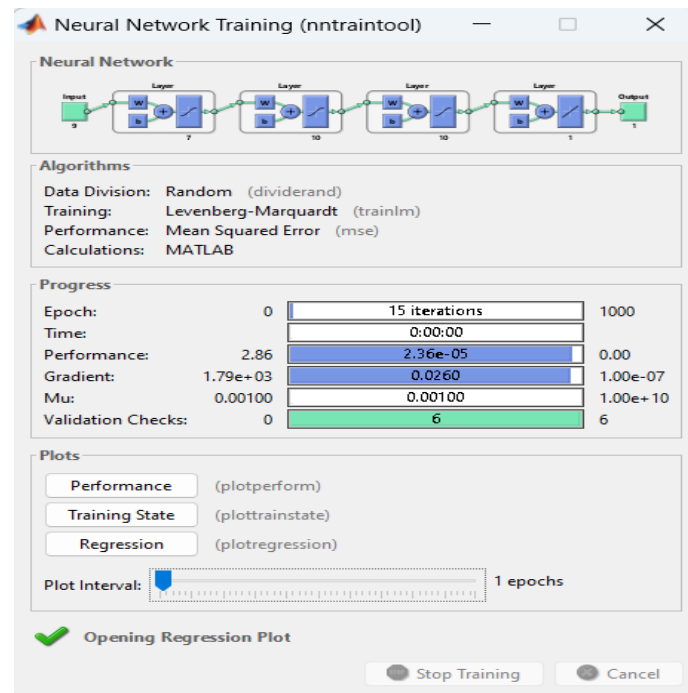 Neural Network Training (nntraintool)
Neural Network
Layer Layer Layer Layer
Input W W W W Output
b b b b
9 7 10 10 1 1
Algorithms
Data Division: Random (dividerand)
Training: Levenberg-Marquardt (trainlm)
Performance: Mean Squared Error (mse)
Calculations: MATLAB
Progress
Epoch: 0 15 iterations 1000
Time: 0:00:00
Performance: 2.86 2.36e-05 0.00
Gradient: 1.79e+03 0.0260 1.00e-07
Mu: 0.00100 0.00100 1.00e+10
Validation Checks: 0 6 6
Plots
Performance (plotperform)
Training State (plottrainstate)
Regression (plotregression)
Plot Interval: 1 epochs
Opening Regression Plot
Stop Training Cancel